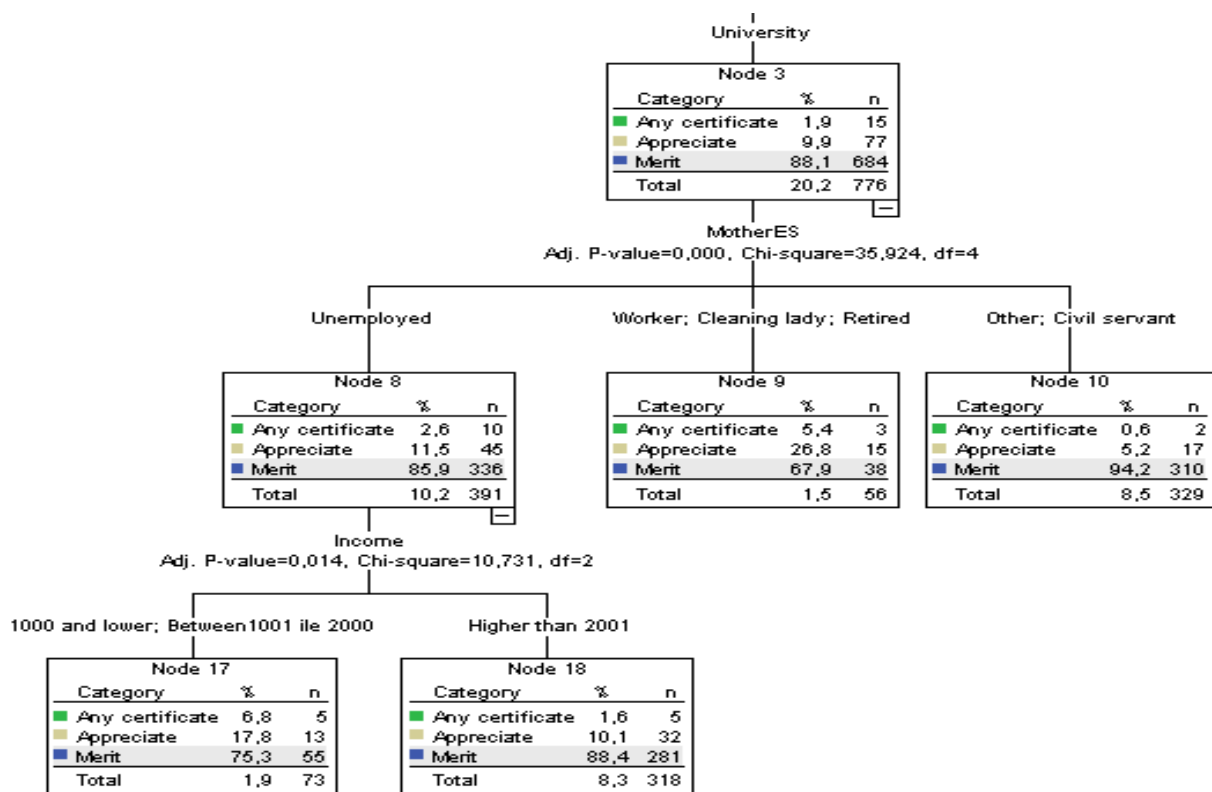 University
Node 3
Category % n
Any certificate 1,9 15
Appreciate 9,9 77
Merit 88,1 684
Total 20,2 776
MotherES
Adj. P-value=0,000, Chi-square=35,924, df=4
Unemployed
Worker; Cleaning lady; Retired
Other; Civil servant
Node 8
Category % n
Any certificate 2,6 10
Appreciate 11,5 45
Merit 85,9 336
Total 10,2 391
Node 9
Category % n
Any certificate 5,4 3
Appreciate 26,8 15
Merit 67,9 38
Total 1,5 56
Node 10
Category % n
Any certificate 0,6 2
Appreciate 5,2 17
Merit 94,2 310
Total 8,5 329
Income
Adj. P-value=0,014, Chi-square=10,731, df=2
1000 and lower; Between1001 ile 2000
Higher than 2001
Node 17
Category % n
Any certificate 6,8 5
Appreciate 17,8 13
Merit 75,3 55
Total 1,9 73
Node 18
Category % n
Any certificate 1,6 5
Appreciate 10,1 32
Merit 88,4 281
Total 8,3 318